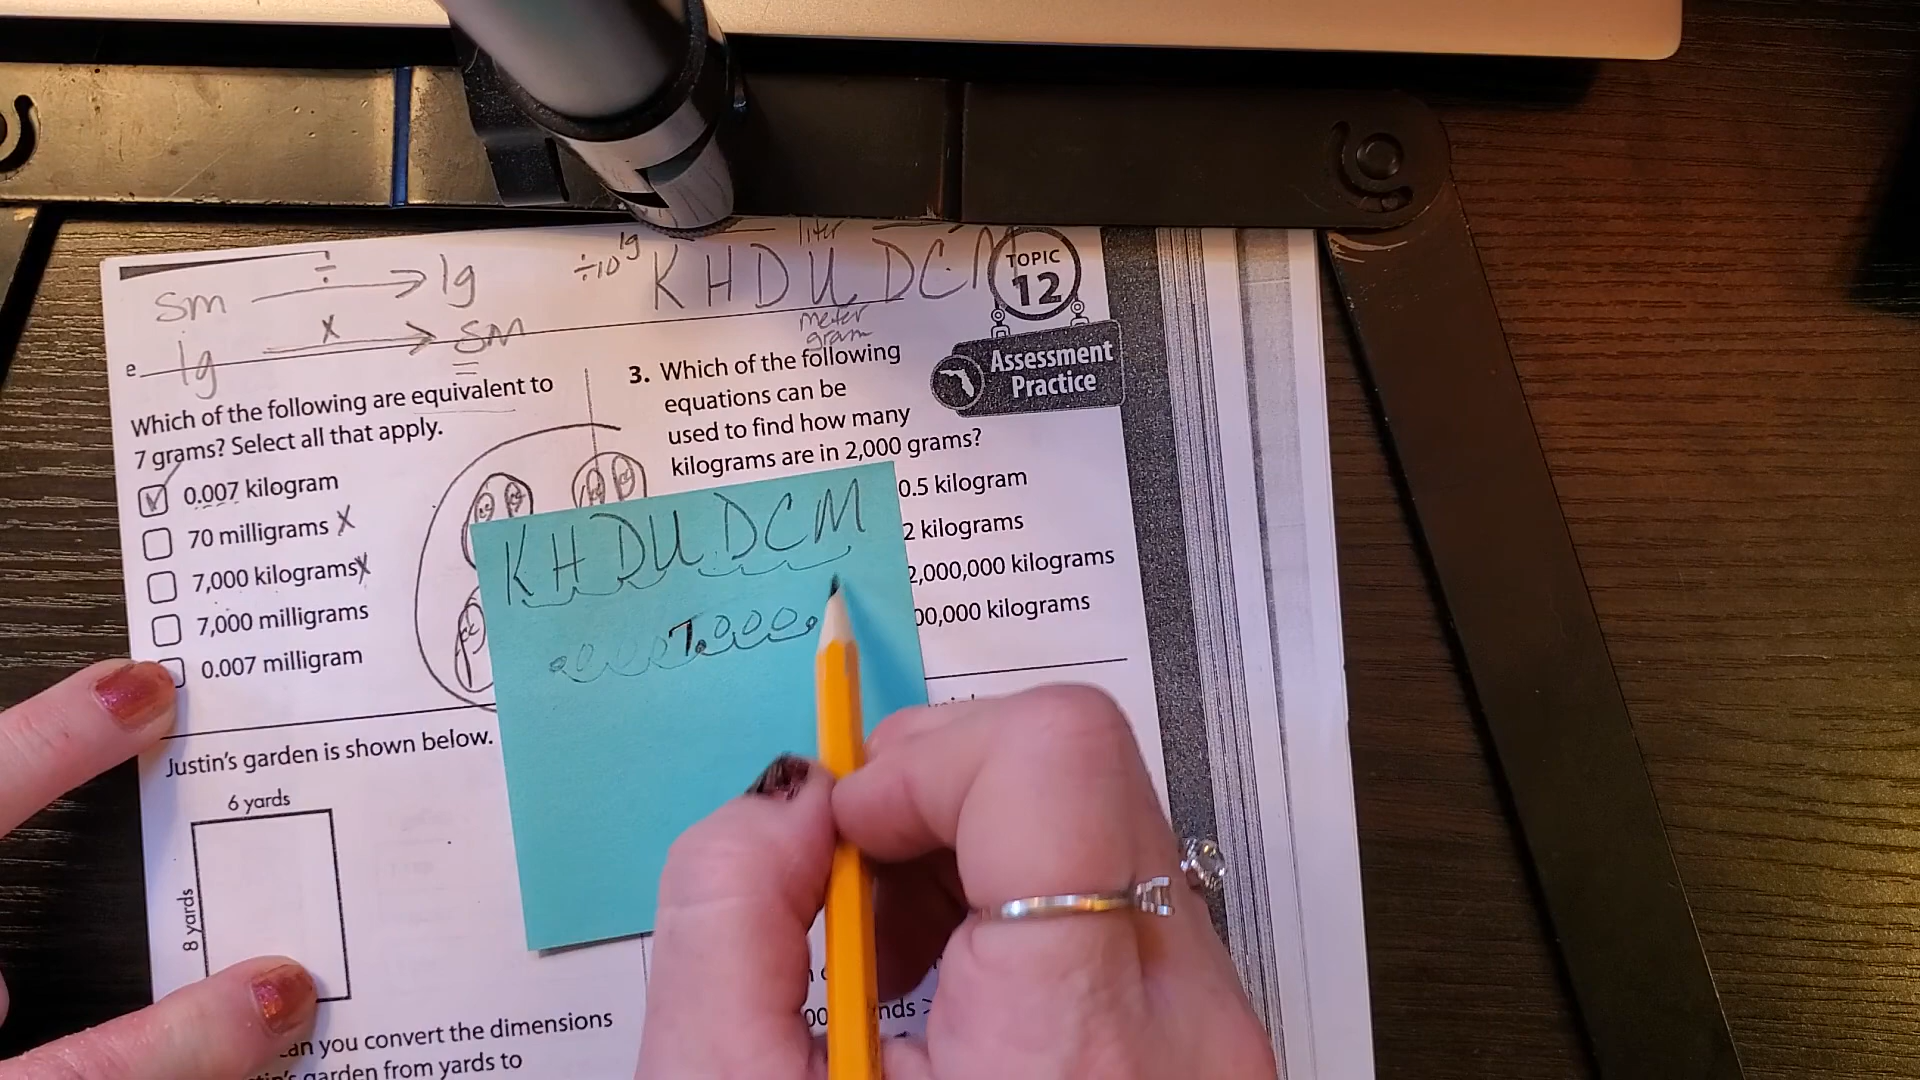 sm ÷ → lg
÷10 lg K H D U D C M
liter
meter
gram
lg x → sm
TOPIC
12
Assessment
Practice
e
Which of the following are equivalent to
7 grams? Select all that apply.
0.007 kilogram
70 milligrams X
7,000 kilograms X
7,000 milligrams
0.007 milligram
3. Which of the following
equations can be
used to find how many
kilograms are in 2,000 grams?
0.5 kilogram
2 kilograms
2,000,000 kilograms
00,000 kilograms
K H D U D C M
7.000.
Justin's garden is shown below.
6 yards
8 yards
an you convert the dimensions
garden from yards to